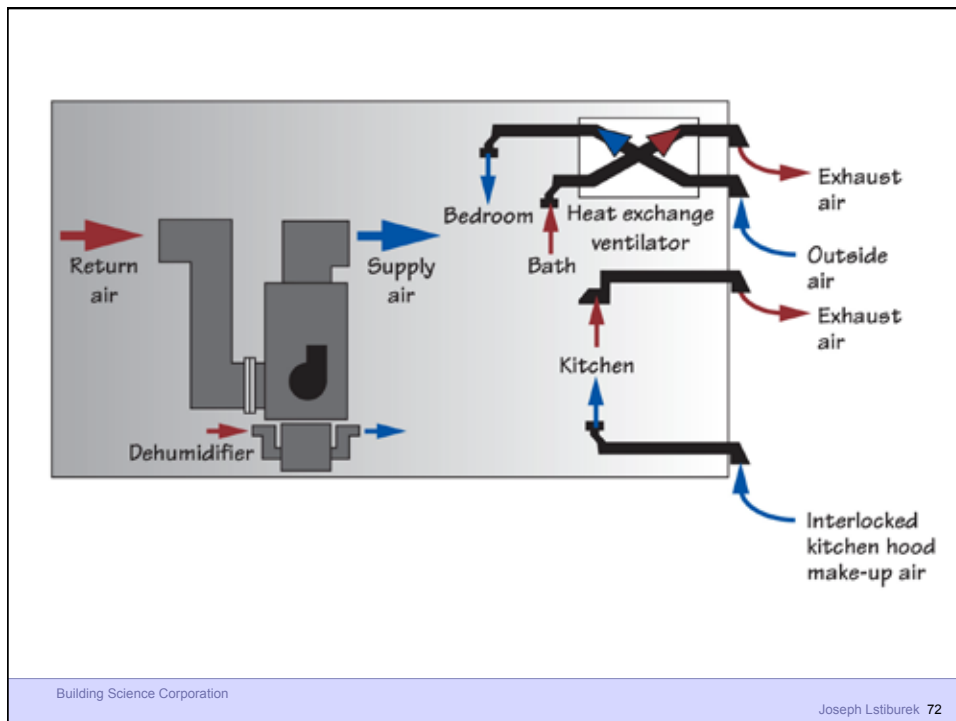 Return
air
Supply
air
Dehumidifier
Bedroom
Heat exchange
ventilator
Bath
Exhaust
air
Outside
air
Kitchen
Exhaust
air
Interlocked
kitchen hood
make-up air
Building Science Corporation
Joseph Lstiburek 72